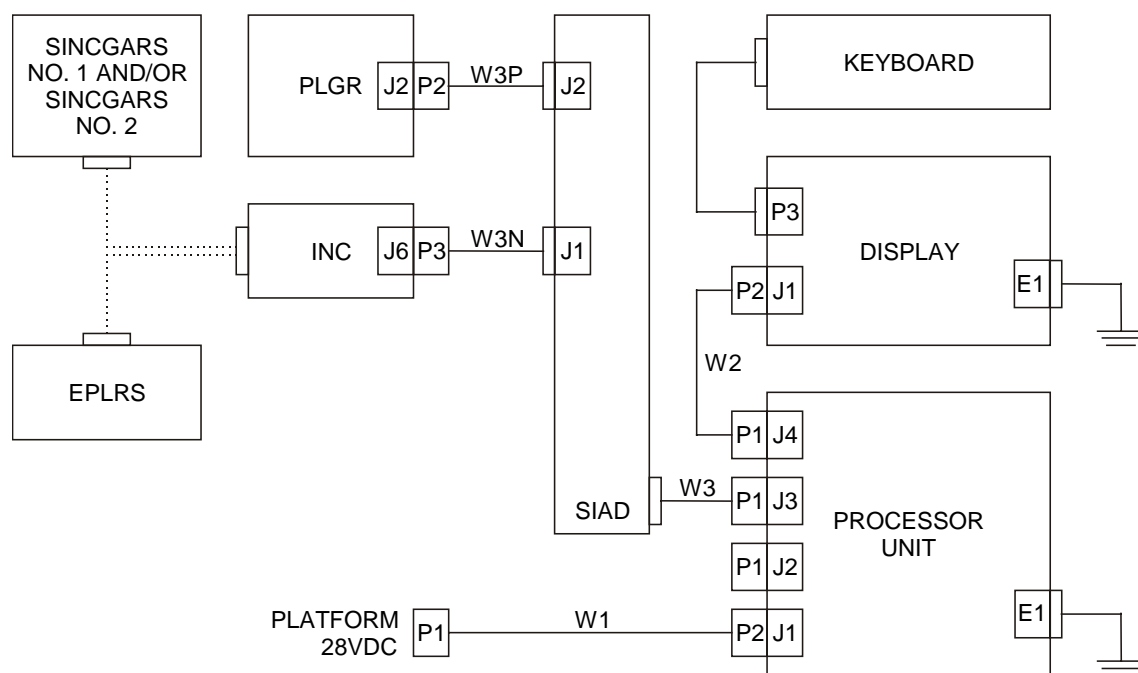 SINCGARS
NO. 1 AND/OR
SINCGARS
NO. 2
PLGR
J2
P2
W3P
J2
KEYBOARD
INC
J6
P3
W3N
J1
P3
DISPLAY
P2
J1
E1
EPLRS
W2
P1
J4
SIAD
W3
P1
J3
PROCESSOR
UNIT
P1
J2
PLATFORM
28VDC
P1
W1
P2
J1
E1